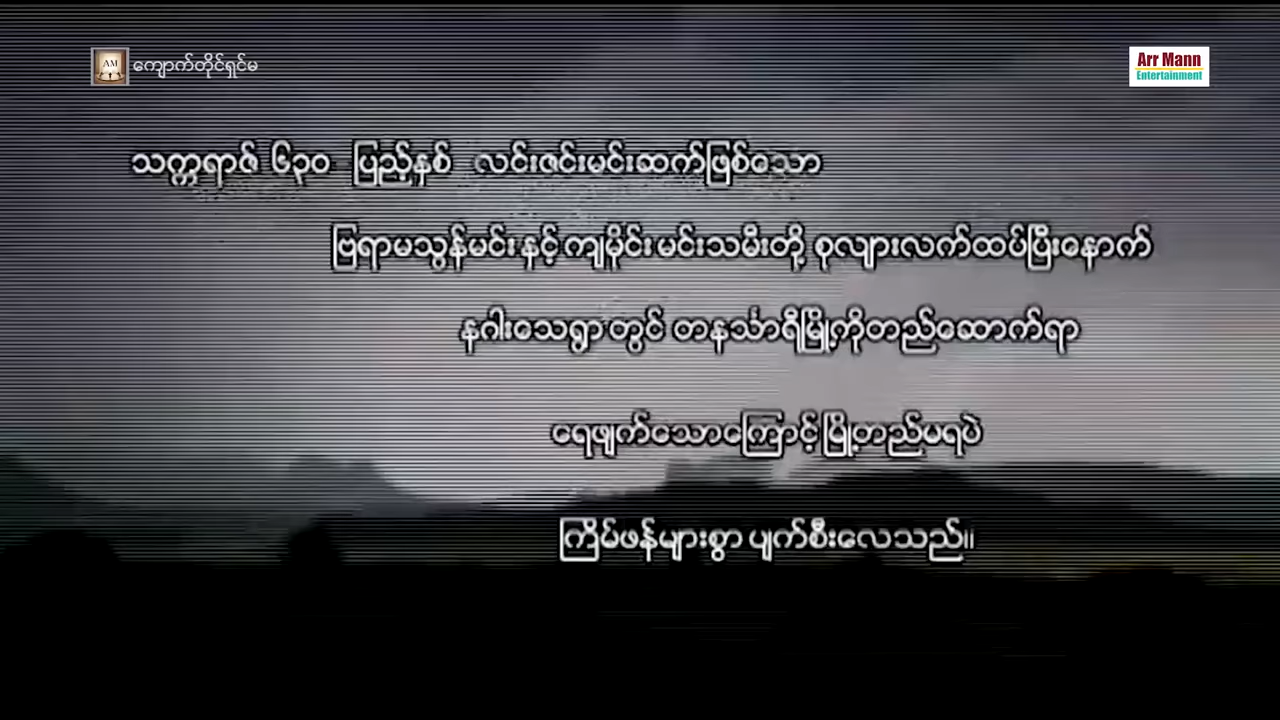 ကျောက်တိုင်ရှင်မ
Arr Mann
Entertainment
AM
သက္ကရာဇ် ၆၃၀ ပြည့်နှစ် လင်းဇင်းမင်းဆက်ဖြစ်သော
ဗြရာမသွန်မင်းနှင့်ကျမိုင်းမင်းသမီးတို့ စုလျားလက်ထပ်ပြီးနောက်
နဂါးသေရွာတွင် တနင်္သာရီမြို့ကိုတည်ဆောက်ရာ
ရေဖျက်သောကြောင့်မြို့တည်မရပဲ
ကြိမ်ဖန်များစွာ ပျက်စီးလေသည်။